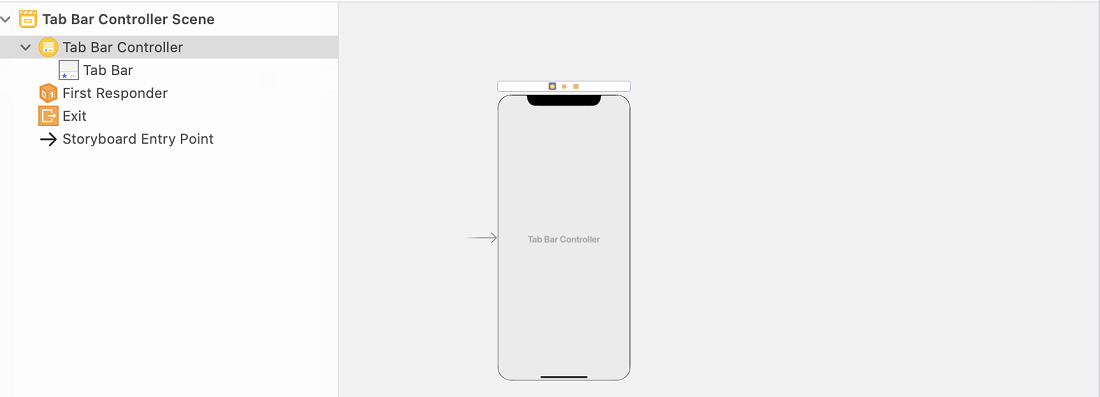 Tab Bar Controller Scene
Tab Bar Controller
Tab Bar
First Responder
Exit
Storyboard Entry Point
Tab Bar Controller